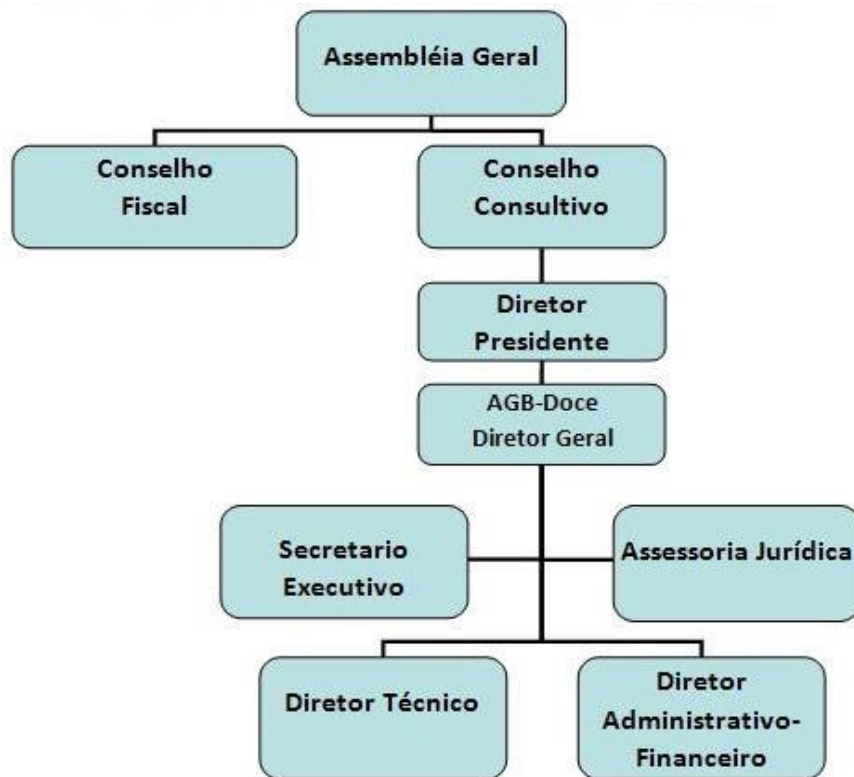 Assembléia Geral
Conselho
Fiscal
Conselho
Consultivo
Diretor
Presidente
AGB-Doce
Diretor Geral
Secretario
Executivo
Assessoria Jurídica
Diretor Técnico
Diretor
Administrativo-
Financeiro